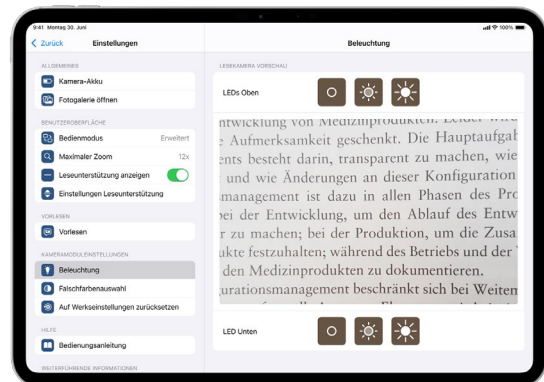 9:41 Montag 30. Juni
100%
Zurück
Einstellungen
Beleuchtung
ALLGEMEINES
Kamera-Akku
Fotogalerie öffnen
BENUTZEROBERFLÄCHE
Bedienmodus Erweitert
Maximaler Zoom 12x
Leseunterstützung anzeigen
Einstellungen Leseunterstützung
VORLESEN
Vorlesen
KAMERAMODULEINSTELLUNGEN
Beleuchtung
Falschfarbenauswahl
Auf Werkseinstellungen zurücksetzen
HILFE
Bedienungsanleitung
WEITERFÜHRENDE INFORMATIONEN
LESEKAMERA VORSCHAU
LEDs Oben
ntwicklung von Medizinprodukten. Leider wird
Aufmerksamkeit geschenkt. Die Hauptaufgab
ents besteht darin, transparent zu machen, wie
und wie Änderungen an dieser Konfiguration
smanagement ist dazu in allen Phasen des Pro
bei der Entwicklung, um den Ablauf des Entw
r zu machen; bei der Produktion, um die Zusa
ukte festzuhalten; während des Betriebs und der
den Medizinprodukten zu dokumentieren.
gurationsmanagement beschränkt sich bei Weitem
LED Unten